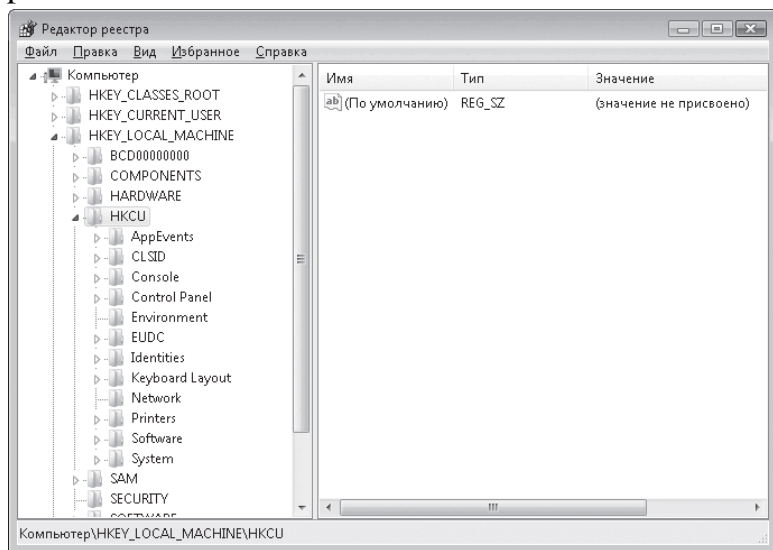 Редактор реестра
Файл Правка Вид Избранное Справка
Компьютер
HKEY_CLASSES_ROOT
HKEY_CURRENT_USER
HKEY_LOCAL_MACHINE
BCD00000000
COMPONENTS
HARDWARE
HKCU
AppEvents
CLSID
Console
Control Panel
Environment
EUDC
Identities
Keyboard Layout
Network
Printers
Software
System
SAM
SECURITY
SOFTWARE
Имя Тип Значение
ab (По умолчанию) REG_SZ (значение не присвоено)
Компьютер\HKEY_LOCAL_MACHINE\HKCU